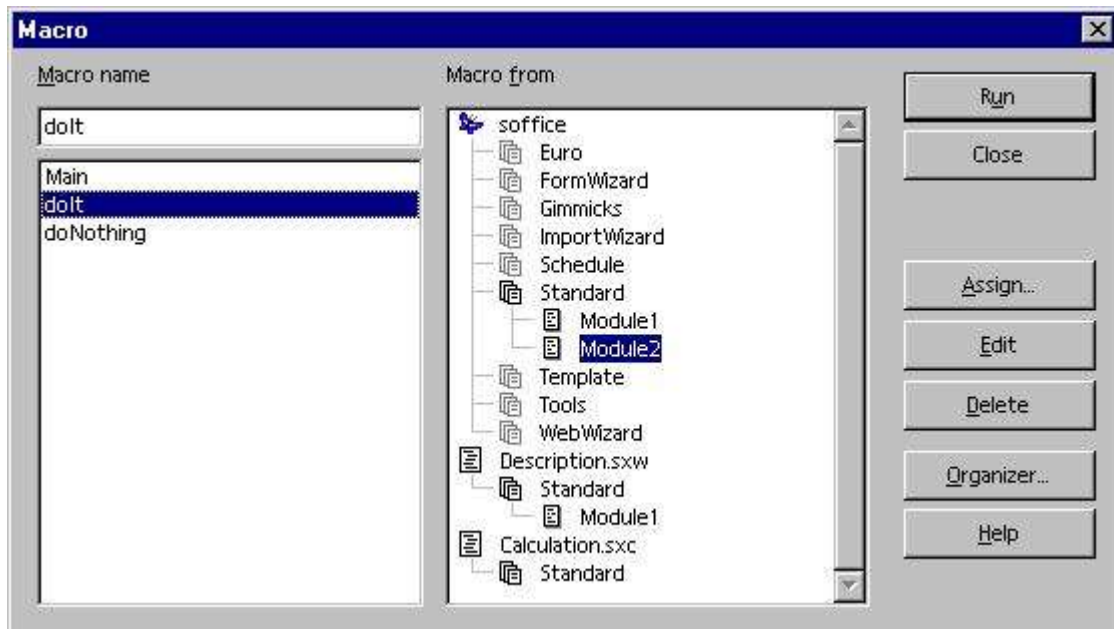 Macro
Macro name
doIt
Main
doIt
doNothing
Macro from
soffice
Euro
FormWizard
Gimmicks
ImportWizard
Schedule
Standard
Module1
Module2
Template
Tools
WebWizard
Description.sxw
Standard
Module1
Calculation.sxc
Standard
Run
Close
Assign...
Edit
Delete
Organizer...
Help